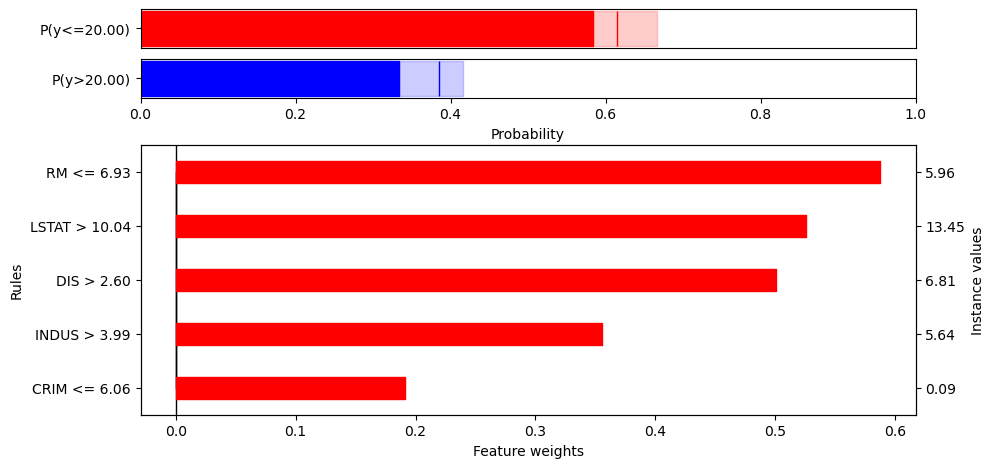 P(y<=20.00)
P(y>20.00)
0.0 0.2 0.4 0.6 0.8 1.0
Probability
RM <= 6.93 5.96
LSTAT > 10.04 13.45
DIS > 2.60 6.81
INDUS > 3.99 5.64
CRIM <= 6.06 0.09
Rules
Instance values
0.0 0.1 0.2 0.3 0.4 0.5 0.6
Feature weights